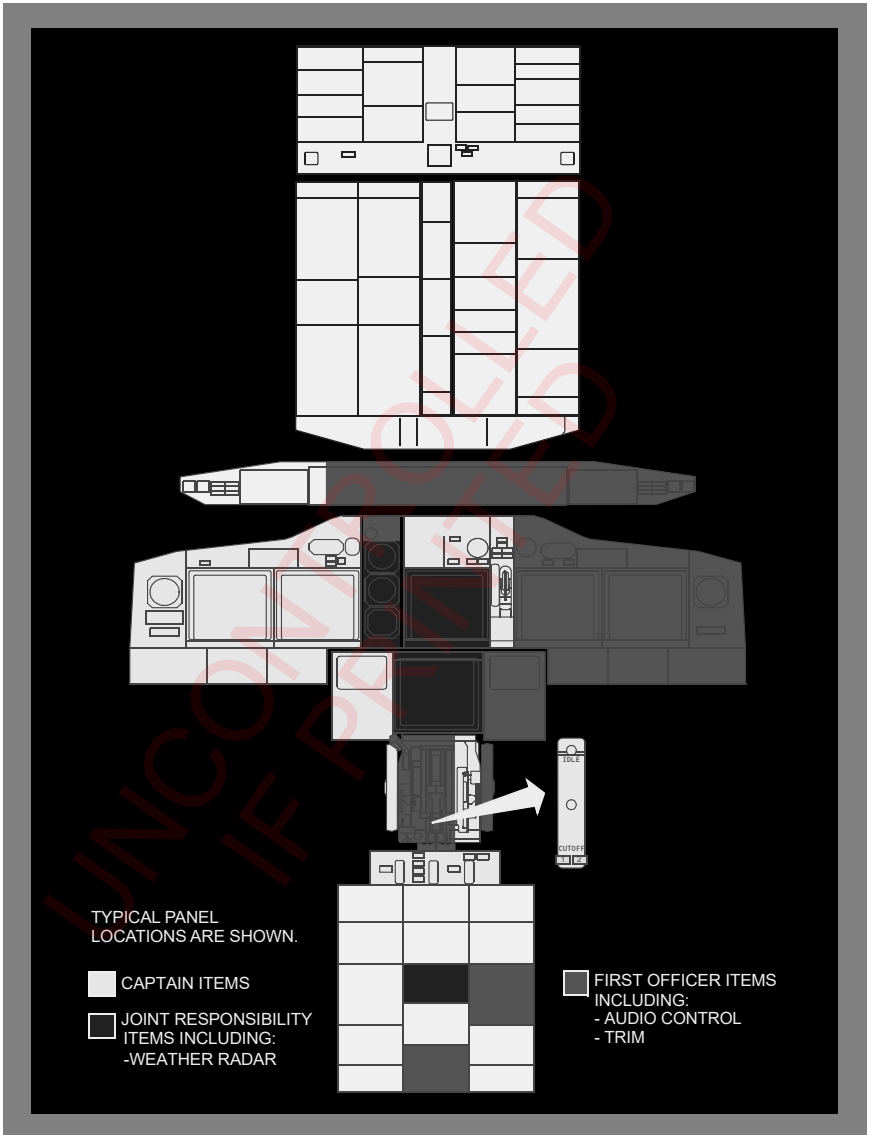 UNCONTROLLED
IF PRINTED
IDLE
CUTOFF
1 2
TYPICAL PANEL
LOCATIONS ARE SHOWN.
CAPTAIN ITEMS
JOINT RESPONSIBILITY
ITEMS INCLUDING:
-WEATHER RADAR
FIRST OFFICER ITEMS
INCLUDING:
- AUDIO CONTROL
- TRIM